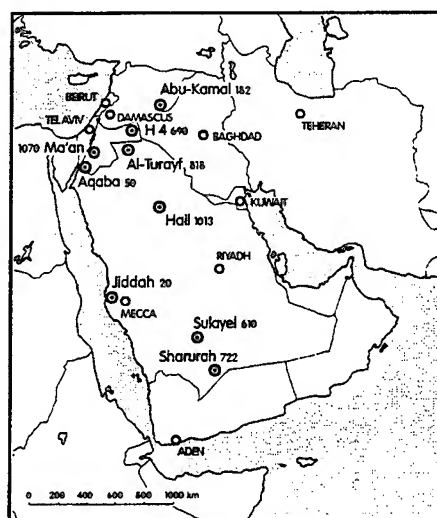 Abu-Kamal 182
BEIRUT
DAMASCUS
TEHERAN
TELAVIV
H 4 690
BAGHDAD
1070 Ma'an
Al-Turayf 818
Aqaba 50
KUWAIT
Hail 1013
RIYADH
Jiddah 20
MECCA
Sulayel 610
Sharurah 722
ADEN
0 200 400 600 800 1000 km